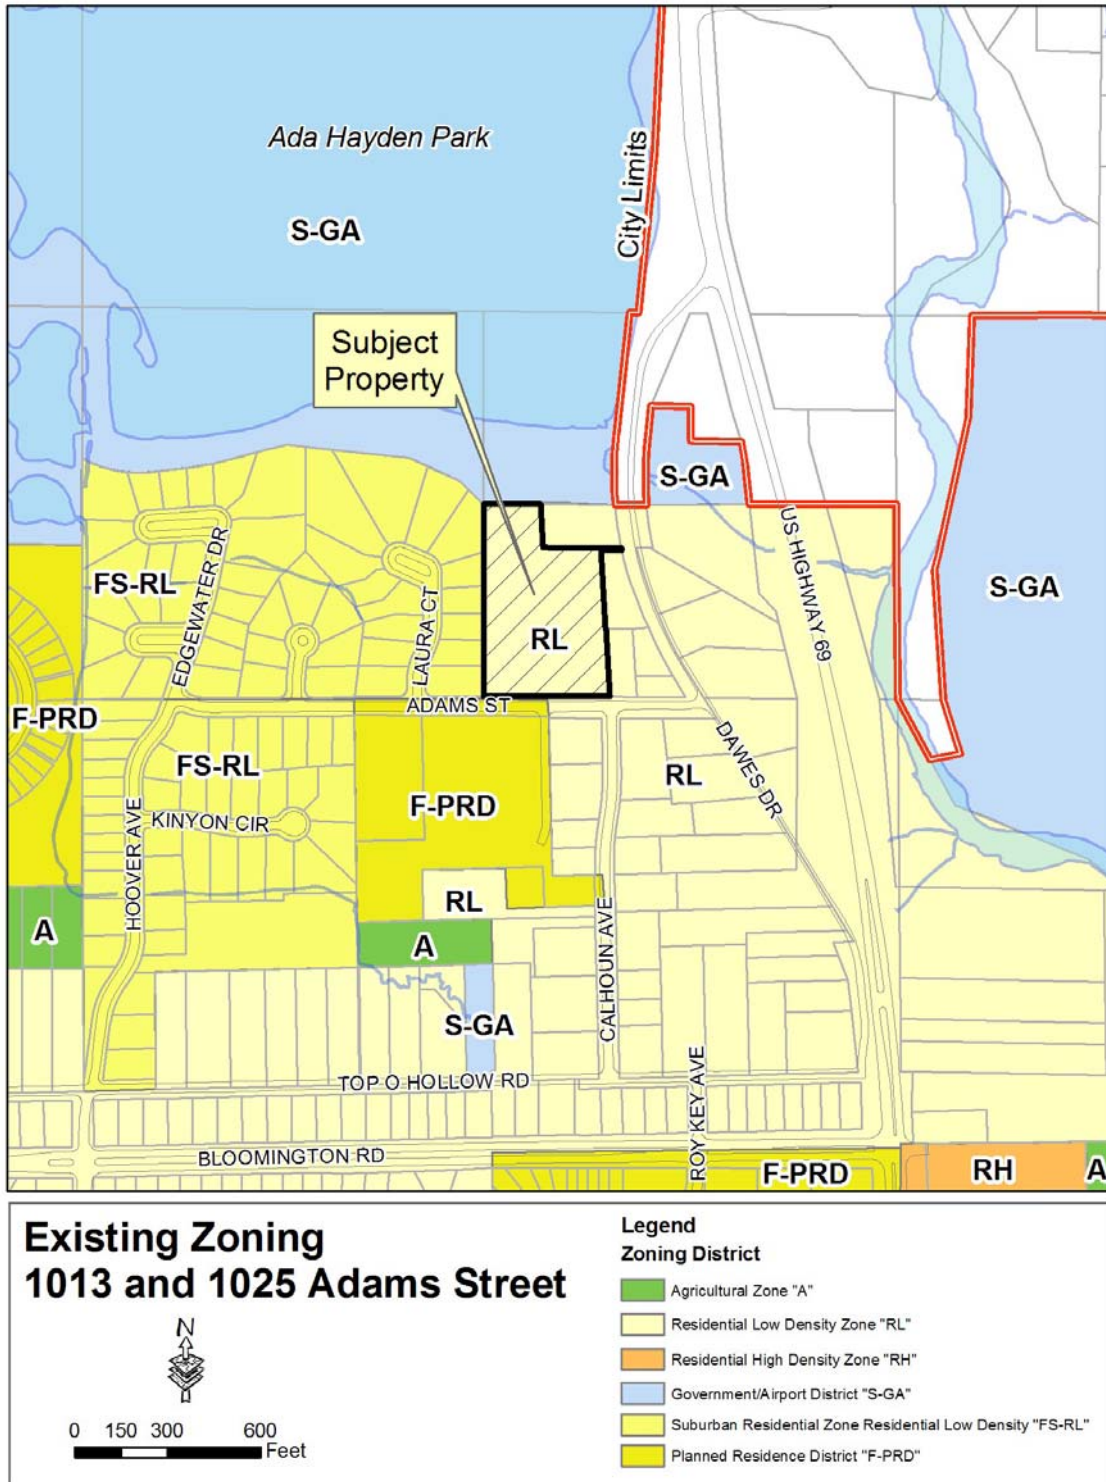 Ada Hayden Park
S-GA
City Limits
Subject
Property
S-GA
US HIGHWAY 69
S-GA
FS-RL
EDGEWATER DR
LAURA CT
RL
F-PRD
ADAMS ST
DAWES DR
FS-RL
RL
F-PRD
HOOVER AVE
KINYON CIR
RL
A
A
CALHOUN AVE
S-GA
TOP O HOLLOW RD
ROY KEY AVE
BLOOMINGTON RD
F-PRD
RH
A
Existing Zoning
1013 and 1025 Adams Street
N
0 150 300 600
Feet
Legend
Zoning District
Agricultural Zone "A"
Residential Low Density Zone "RL"
Residential High Density Zone "RH"
Government/Airport District "S-GA"
Suburban Residential Zone Residential Low Density "FS-RL"
Planned Residence District "F-PRD"